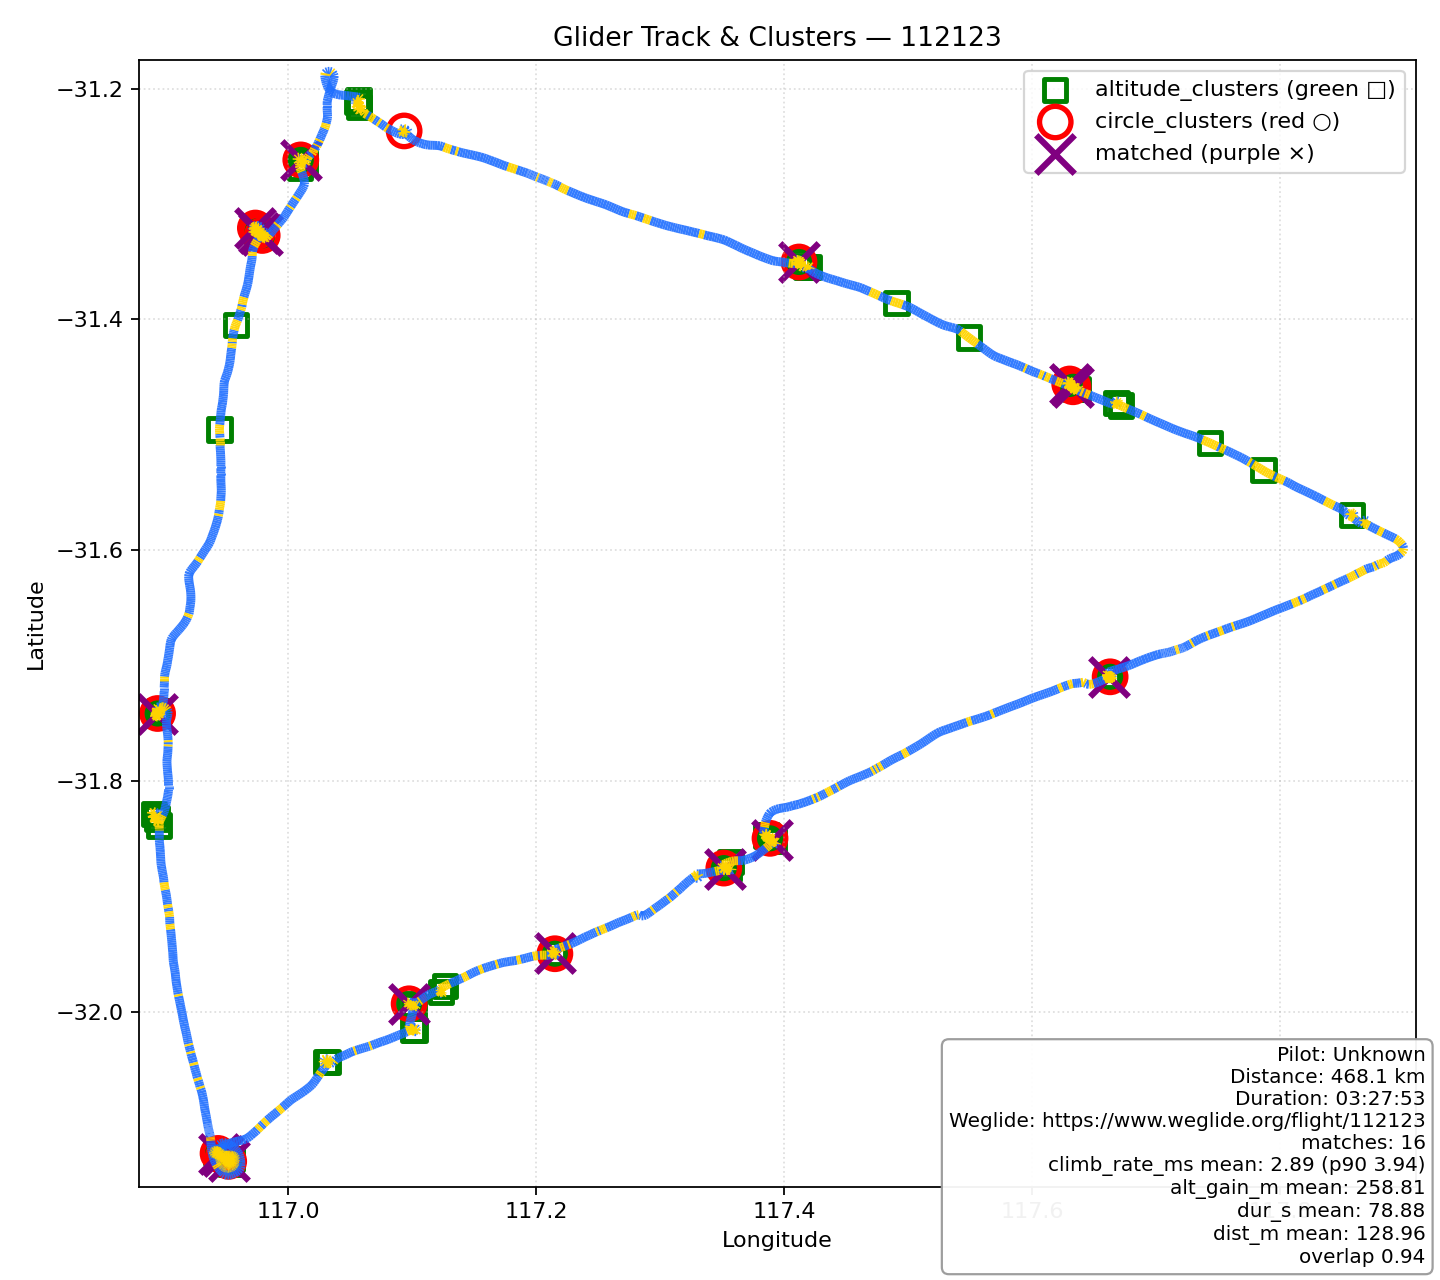 Glider Track & Clusters — 112123
altitude_clusters (green □)
circle_clusters (red ○)
matched (purple ×)
−31.2
−31.4
−31.6
−31.8
−32.0
Latitude
117.0
117.2
117.4
117.6
Longitude
Pilot: Unknown
Distance: 468.1 km
Duration: 03:27:53
Weglide: https://www.weglide.org/flight/112123
matches: 16
climb_rate_ms mean: 2.89 (p90 3.94)
alt_gain_m mean: 258.81
dur_s mean: 78.88
dist_m mean: 128.96
overlap 0.94